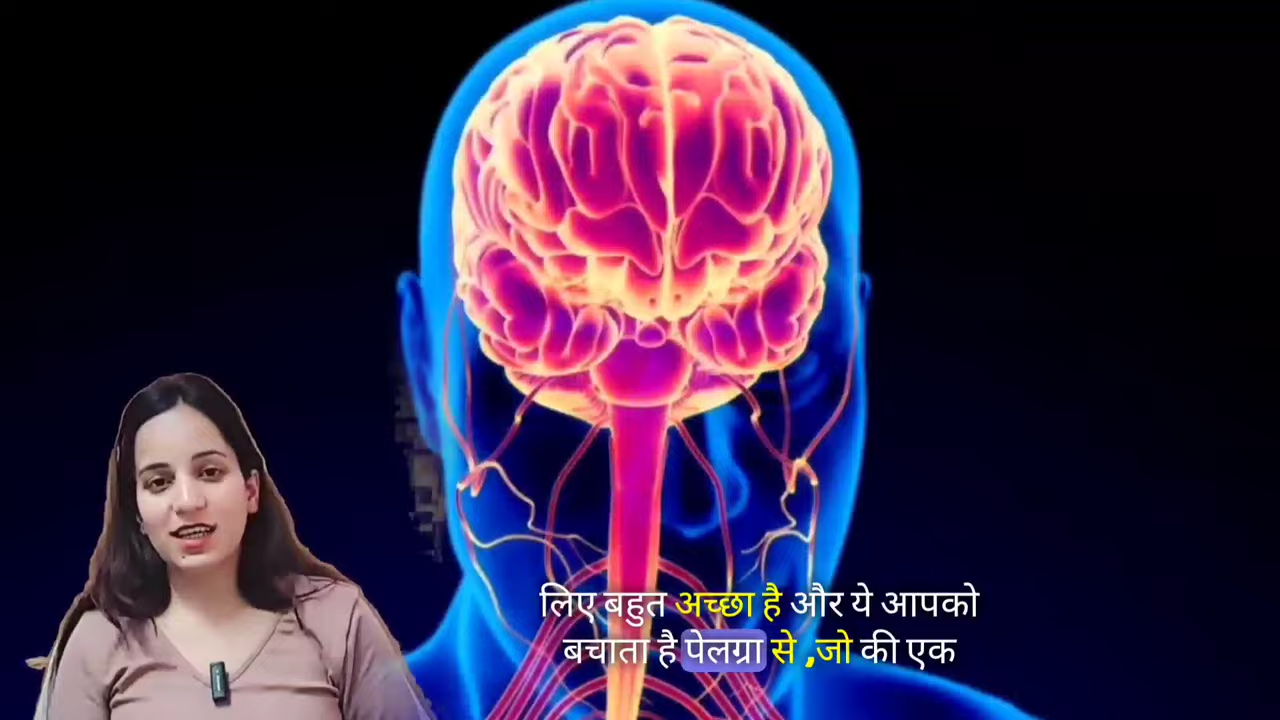 लिए बहुत अच्छा है और ये आपको
बचाता है पेलग्रा से ,जो की एक